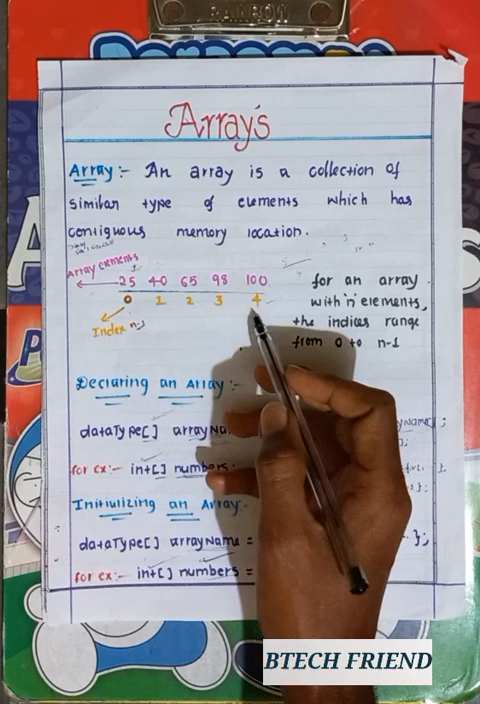 RAINBOW
Array's
Array :- An array is a collection of
similar type of elements which has
contiguous memory location.
Array elements
25 40 65 98 100
0 1 2 3 4
Index n-1
for an array
with 'n' elements,
the indices range
from 0 to n-1
Declaring an Array :-
dataType[]
for ex:- int[] numbers
Initializing an Array:-
dataType[] arrayName = };
for ex:- int[] numbers =
BTECH FRIEND